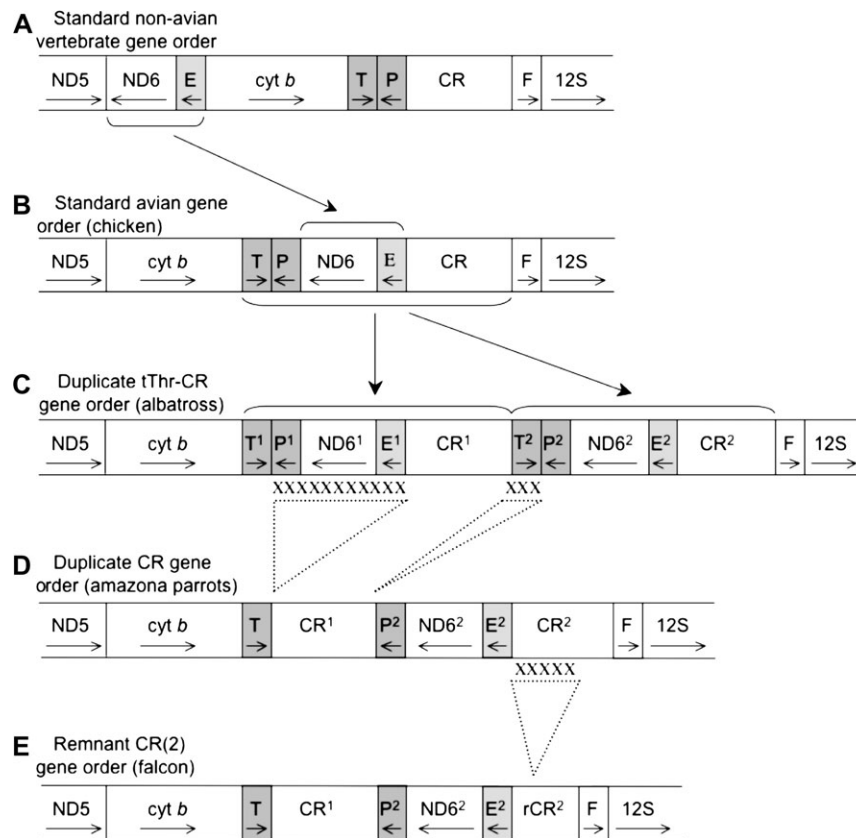 A Standard non-avian
vertebrate gene order
ND5 ND6 E cyt b T P CR F 12S
B Standard avian gene
order (chicken)
ND5 cyt b T P ND6 E CR F 12S
C Duplicate tThr-CR
gene order (albatross)
ND5 cyt b T¹ P¹ ND6¹ E¹ CR¹ T² P² ND6² E² CR² F 12S
XXXXXXXXXXX XXX
D Duplicate CR gene
order (amazona parrots)
ND5 cyt b T CR¹ P² ND6² E² CR² F 12S
XXXXX
E Remnant CR(2)
gene order (falcon)
ND5 cyt b T CR¹ P² ND6² E² rCR² F 12S